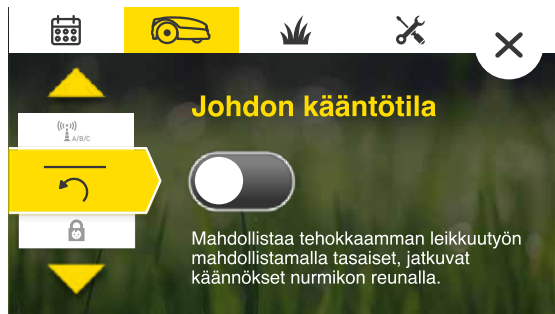 A/B/C
Johdon kääntötila
Mahdollistaa tehokkaamman leikkuutyön
mahdollistamalla tasaiset, jatkuvat
käännökset nurmikon reunalla.